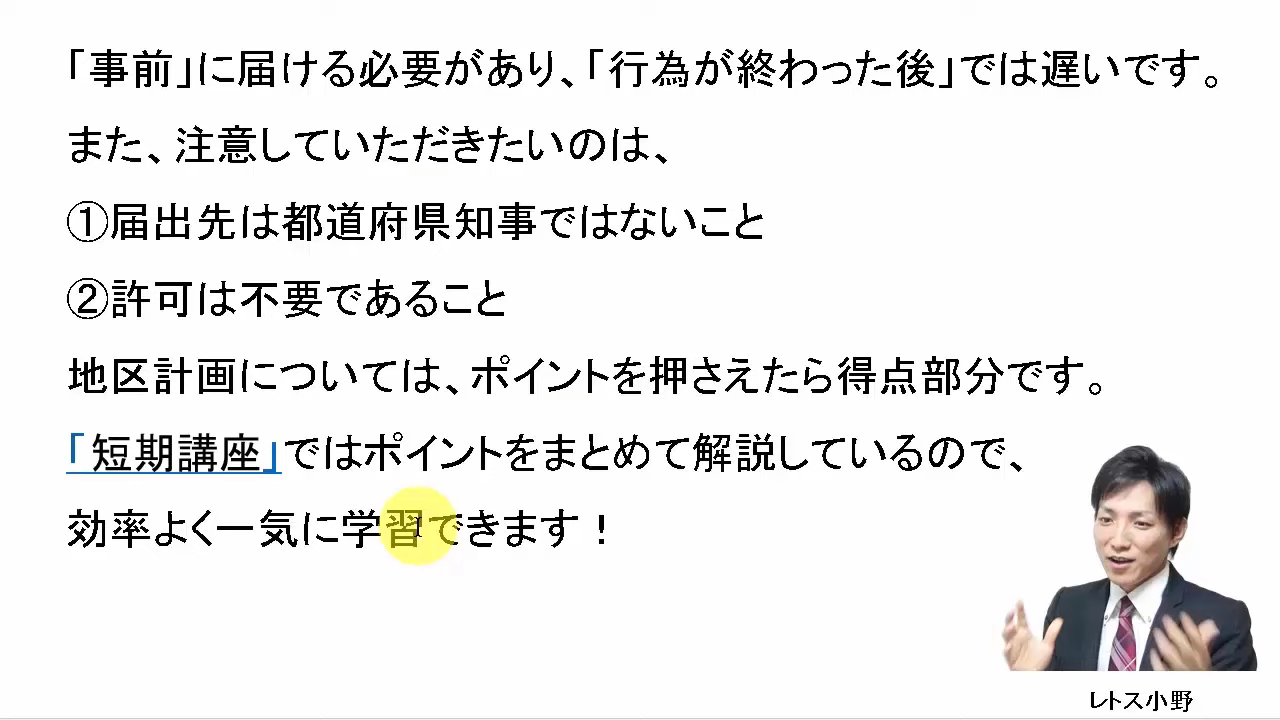 「事前」に届ける必要があり、「行為が終わった後」では遅いです。
また、注意していただきたいのは、
①届出先は都道府県知事ではないこと
②許可は不要であること
地区計画については、ポイントを押さえたら得点部分です。
「短期講座」ではポイントをまとめて解説しているので、
効率よく一気に学習できます！
レトス小野